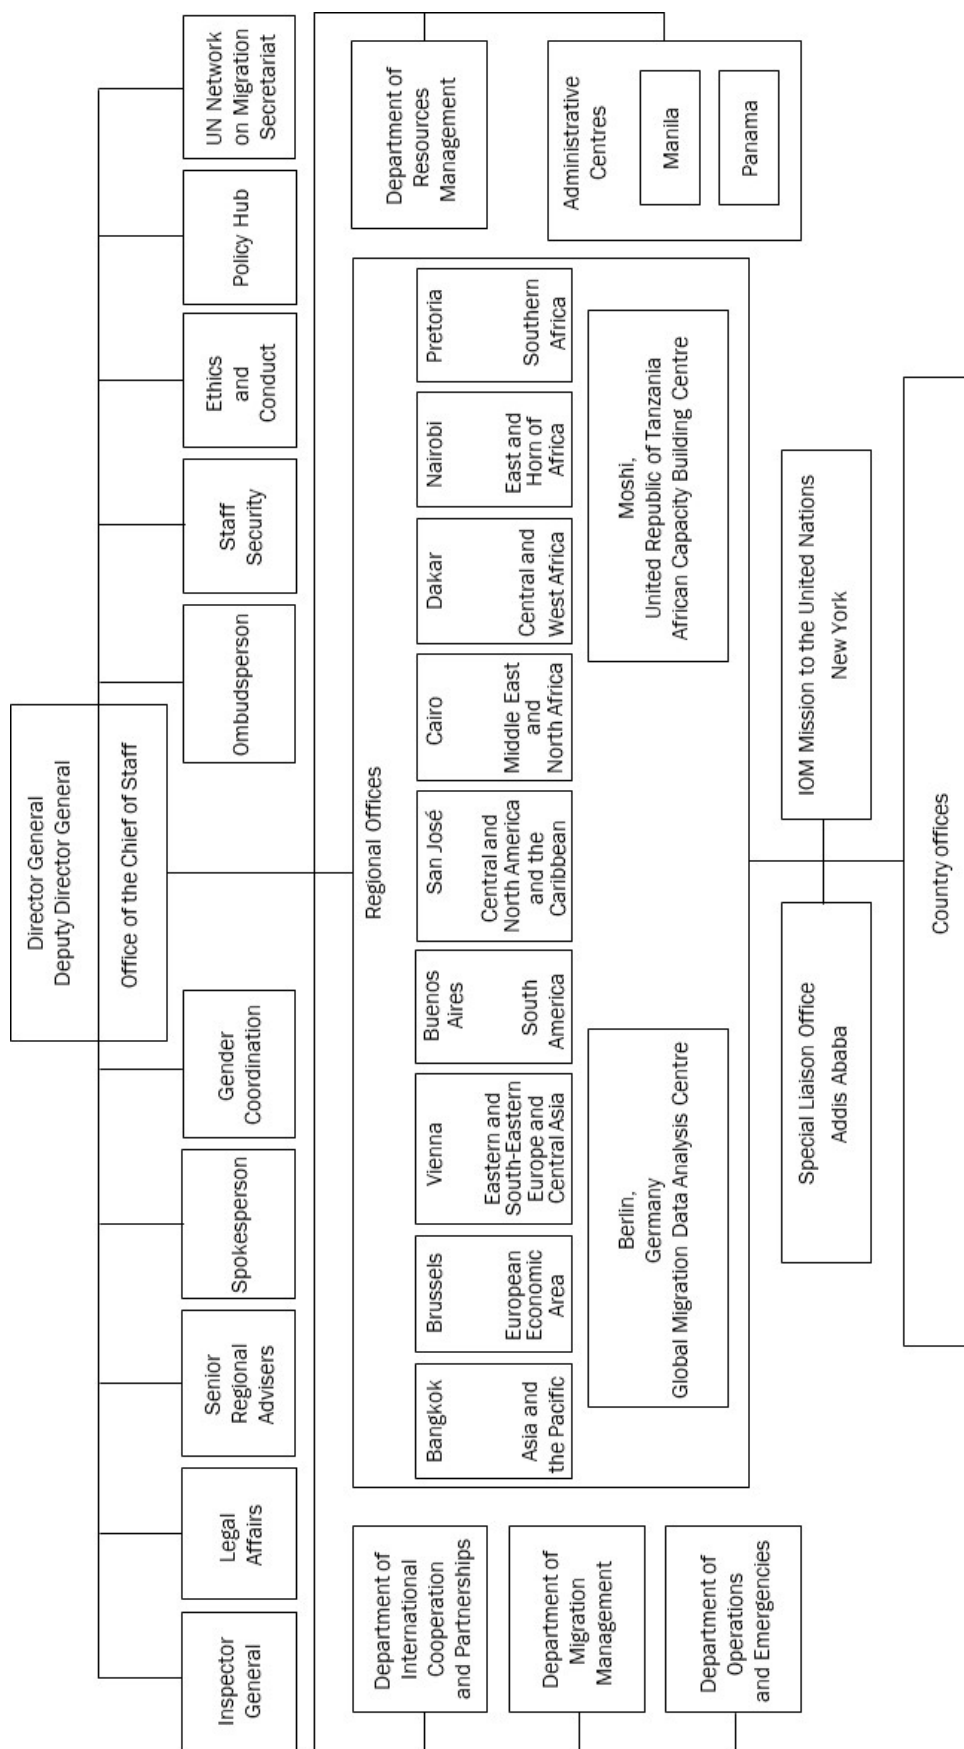 Director General
Deputy Director General
Office of the Chief of Staff
Inspector
General
Legal
Affairs
Senior
Regional
Advisers
Spokesperson
Gender
Coordination
Ombudsperson
Staff
Security
Ethics
and
Conduct
Policy Hub
UN Network
on Migration
Secretariat
Department of
International
Cooperation
and Partnerships
Department of
Migration
Management
Department of
Operations
and Emergencies
Regional Offices
Bangkok
Asia and
the Pacific
Brussels
European
Economic
Area
Vienna
Eastern and
South-Eastern
Europe and
Central Asia
Buenos
Aires
South
America
San José
Central and
North America
and the
Caribbean
Cairo
Middle East
and
North Africa
Dakar
Central and
West Africa
Nairobi
East and
Horn of
Africa
Pretoria
Southern
Africa
Berlin,
Germany
Global Migration Data Analysis Centre
Moshi,
United Republic of Tanzania
African Capacity Building Centre
Department of
Resources
Management
Administrative
Centres
Manila
Panama
Special Liaison Office
Addis Ababa
IOM Mission to the United Nations
New York
Country offices